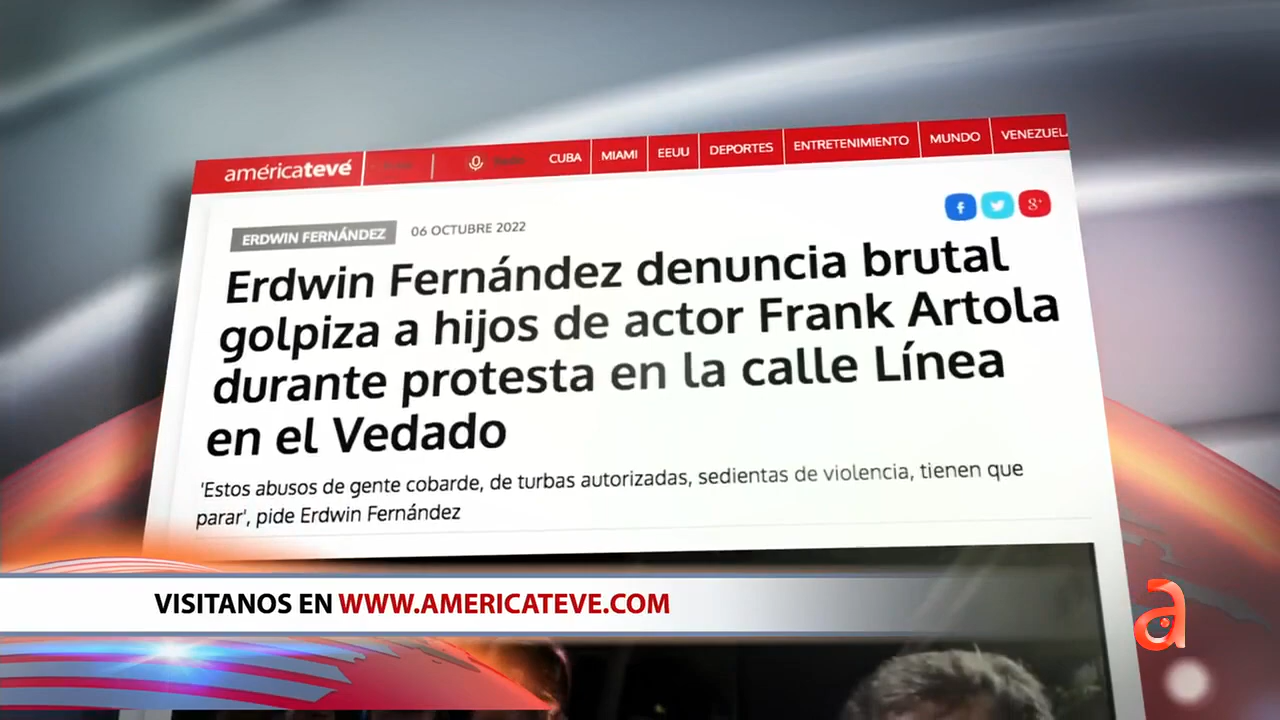 américatevé
CUBA MIAMI EEUU DEPORTES ENTRETENIMIENTO MUNDO VENEZUEL
ERDWIN FERNÁNDEZ 06 OCTUBRE 2022
Erdwin Fernández denuncia brutal
golpiza a hijos de actor Frank Artola
durante protesta en la calle Línea
en el Vedado
'Estos abusos de gente cobarde, de turbas autorizadas, sedientas de violencia, tienen que
parar', pide Erdwin Fernández
VISITANOS EN WWW.AMERICATEVE.COM
a